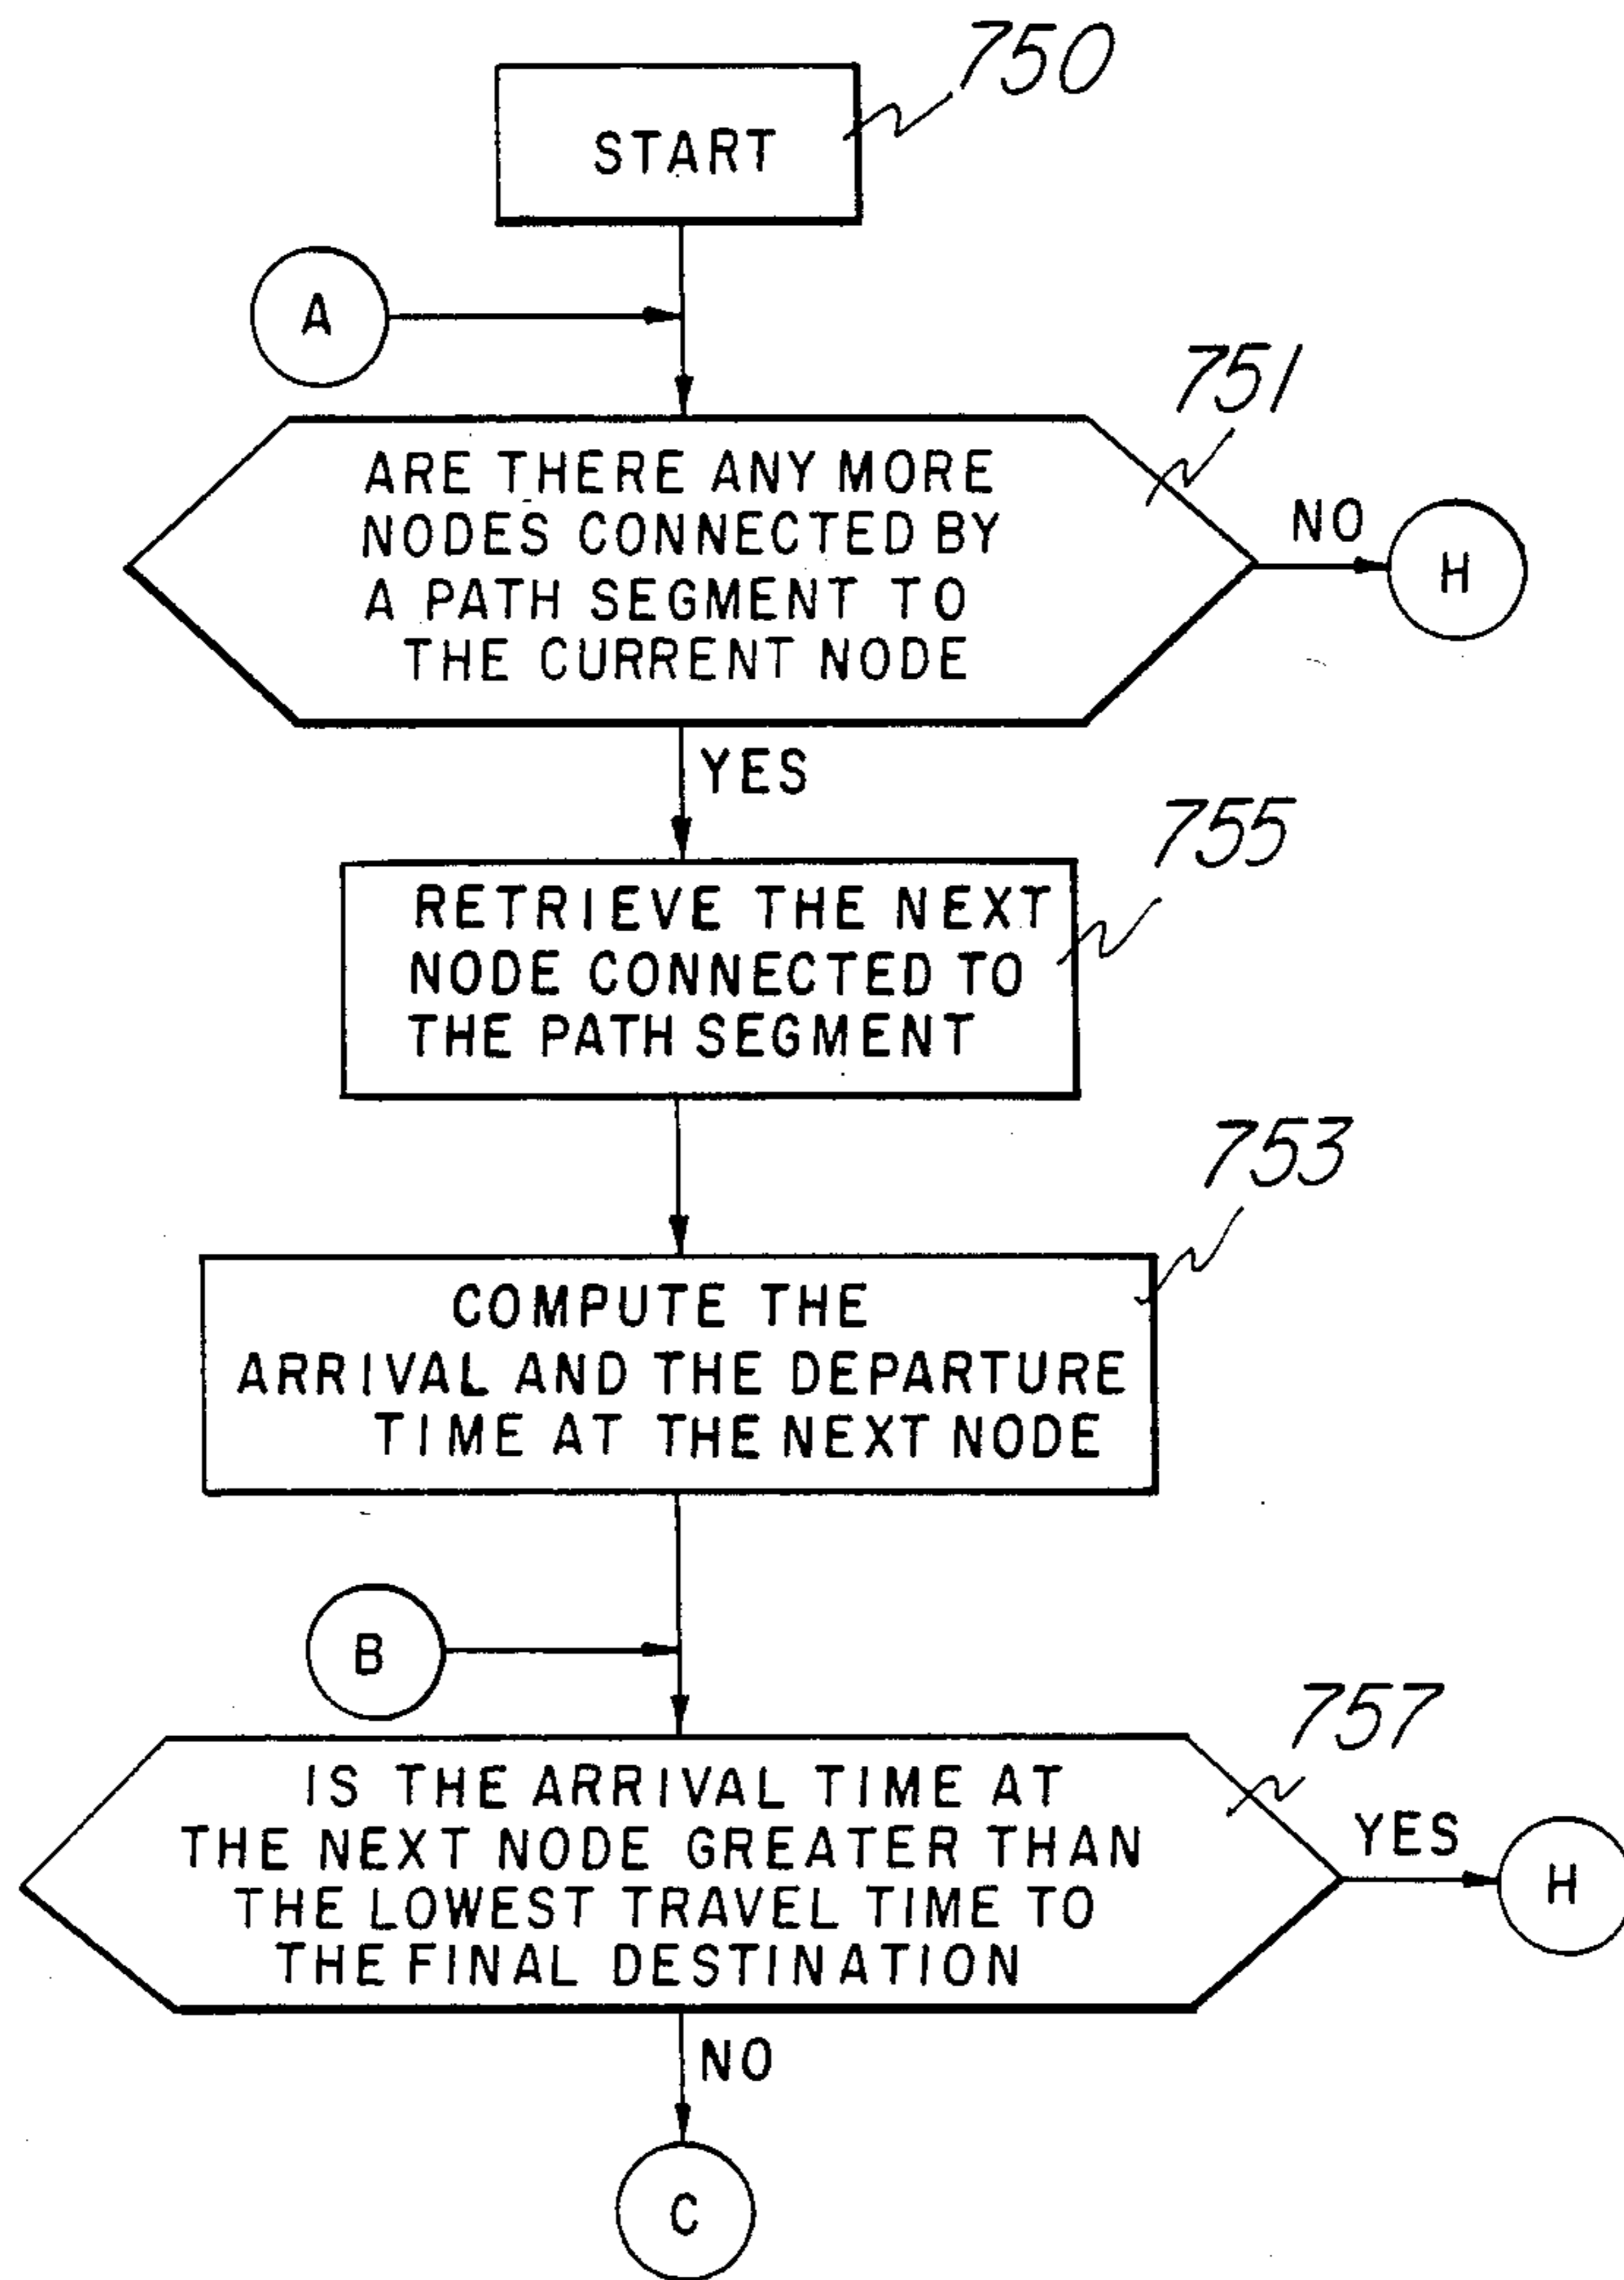 750
START
A
751
ARE THERE ANY MORE
NODES CONNECTED BY
A PATH SEGMENT TO
THE CURRENT NODE
NO
H
YES
755
RETRIEVE THE NEXT
NODE CONNECTED TO
THE PATH SEGMENT
753
COMPUTE THE
ARRIVAL AND THE DEPARTURE
TIME AT THE NEXT NODE
B
757
IS THE ARRIVAL TIME AT
THE NEXT NODE GREATER THAN
THE LOWEST TRAVEL TIME TO
THE FINAL DESTINATION
YES
H
NO
C